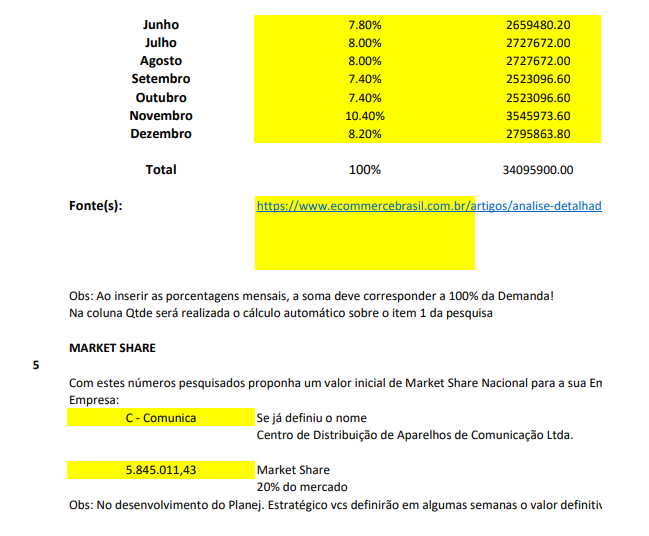 Junho 7.80% 2659480.20
Julho 8.00% 2727672.00
Agosto 8.00% 2727672.00
Setembro 7.40% 2523096.60
Outubro 7.40% 2523096.60
Novembro 10.40% 3545973.60
Dezembro 8.20% 2795863.80
Total 100% 34095900.00
Fonte(s): https://www.ecommercebrasil.com.br/artigos/analise-detalhad
Obs: Ao inserir as porcentagens mensais, a soma deve corresponder a 100% da Demanda!
Na coluna Qtde será realizada o cálculo automático sobre o item 1 da pesquisa
MARKET SHARE
5
Com estes números pesquisados proponha um valor inicial de Market Share Nacional para a sua Em
Empresa:
C - Comunica Se já definiu o nome
Centro de Distribuição de Aparelhos de Comunicação Ltda.
5.845.011,43 Market Share
20% do mercado
Obs: No desenvolvimento do Planej. Estratégico vcs definirão em algumas semanas o valor definitiv